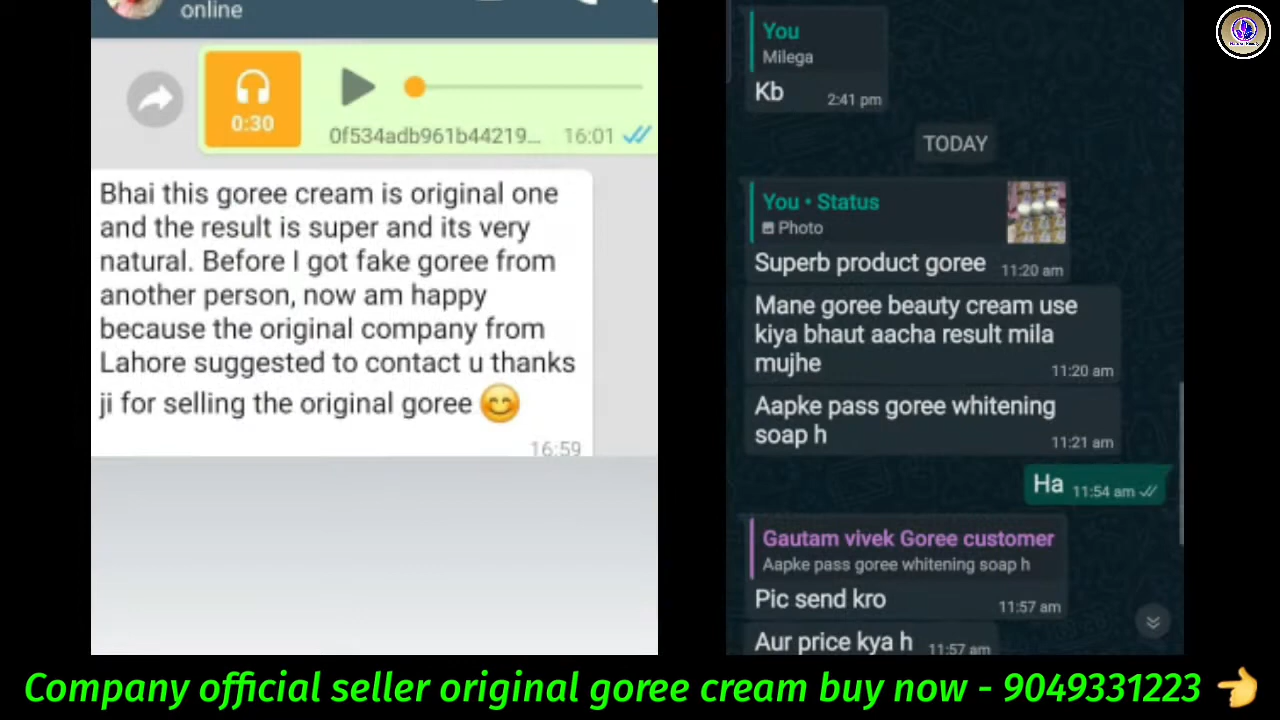 online
0:30
0f534adb961b44219...
16:01
Bhai this goree cream is original one
and the result is super and its very
natural. Before I got fake goree from
another person, now am happy
because the original company from
Lahore suggested to contact u thanks
ji for selling the original goree 😊
16:59
You
Milega
Kb
2:41 pm
TODAY
You • Status
Photo
Superb product goree
11:20 am
Mane goree beauty cream use
kiya bhaut aacha result mila
mujhe
11:20 am
Aapke pass goree whitening
soap h
11:21 am
Ha
11:54 am
Gautam vivek Goree customer
Aapke pass goree whitening soap h
Pic send kro
11:57 am
Aur price kya h
11:57 am
Company official seller original goree cream buy now - 9049331223 👈